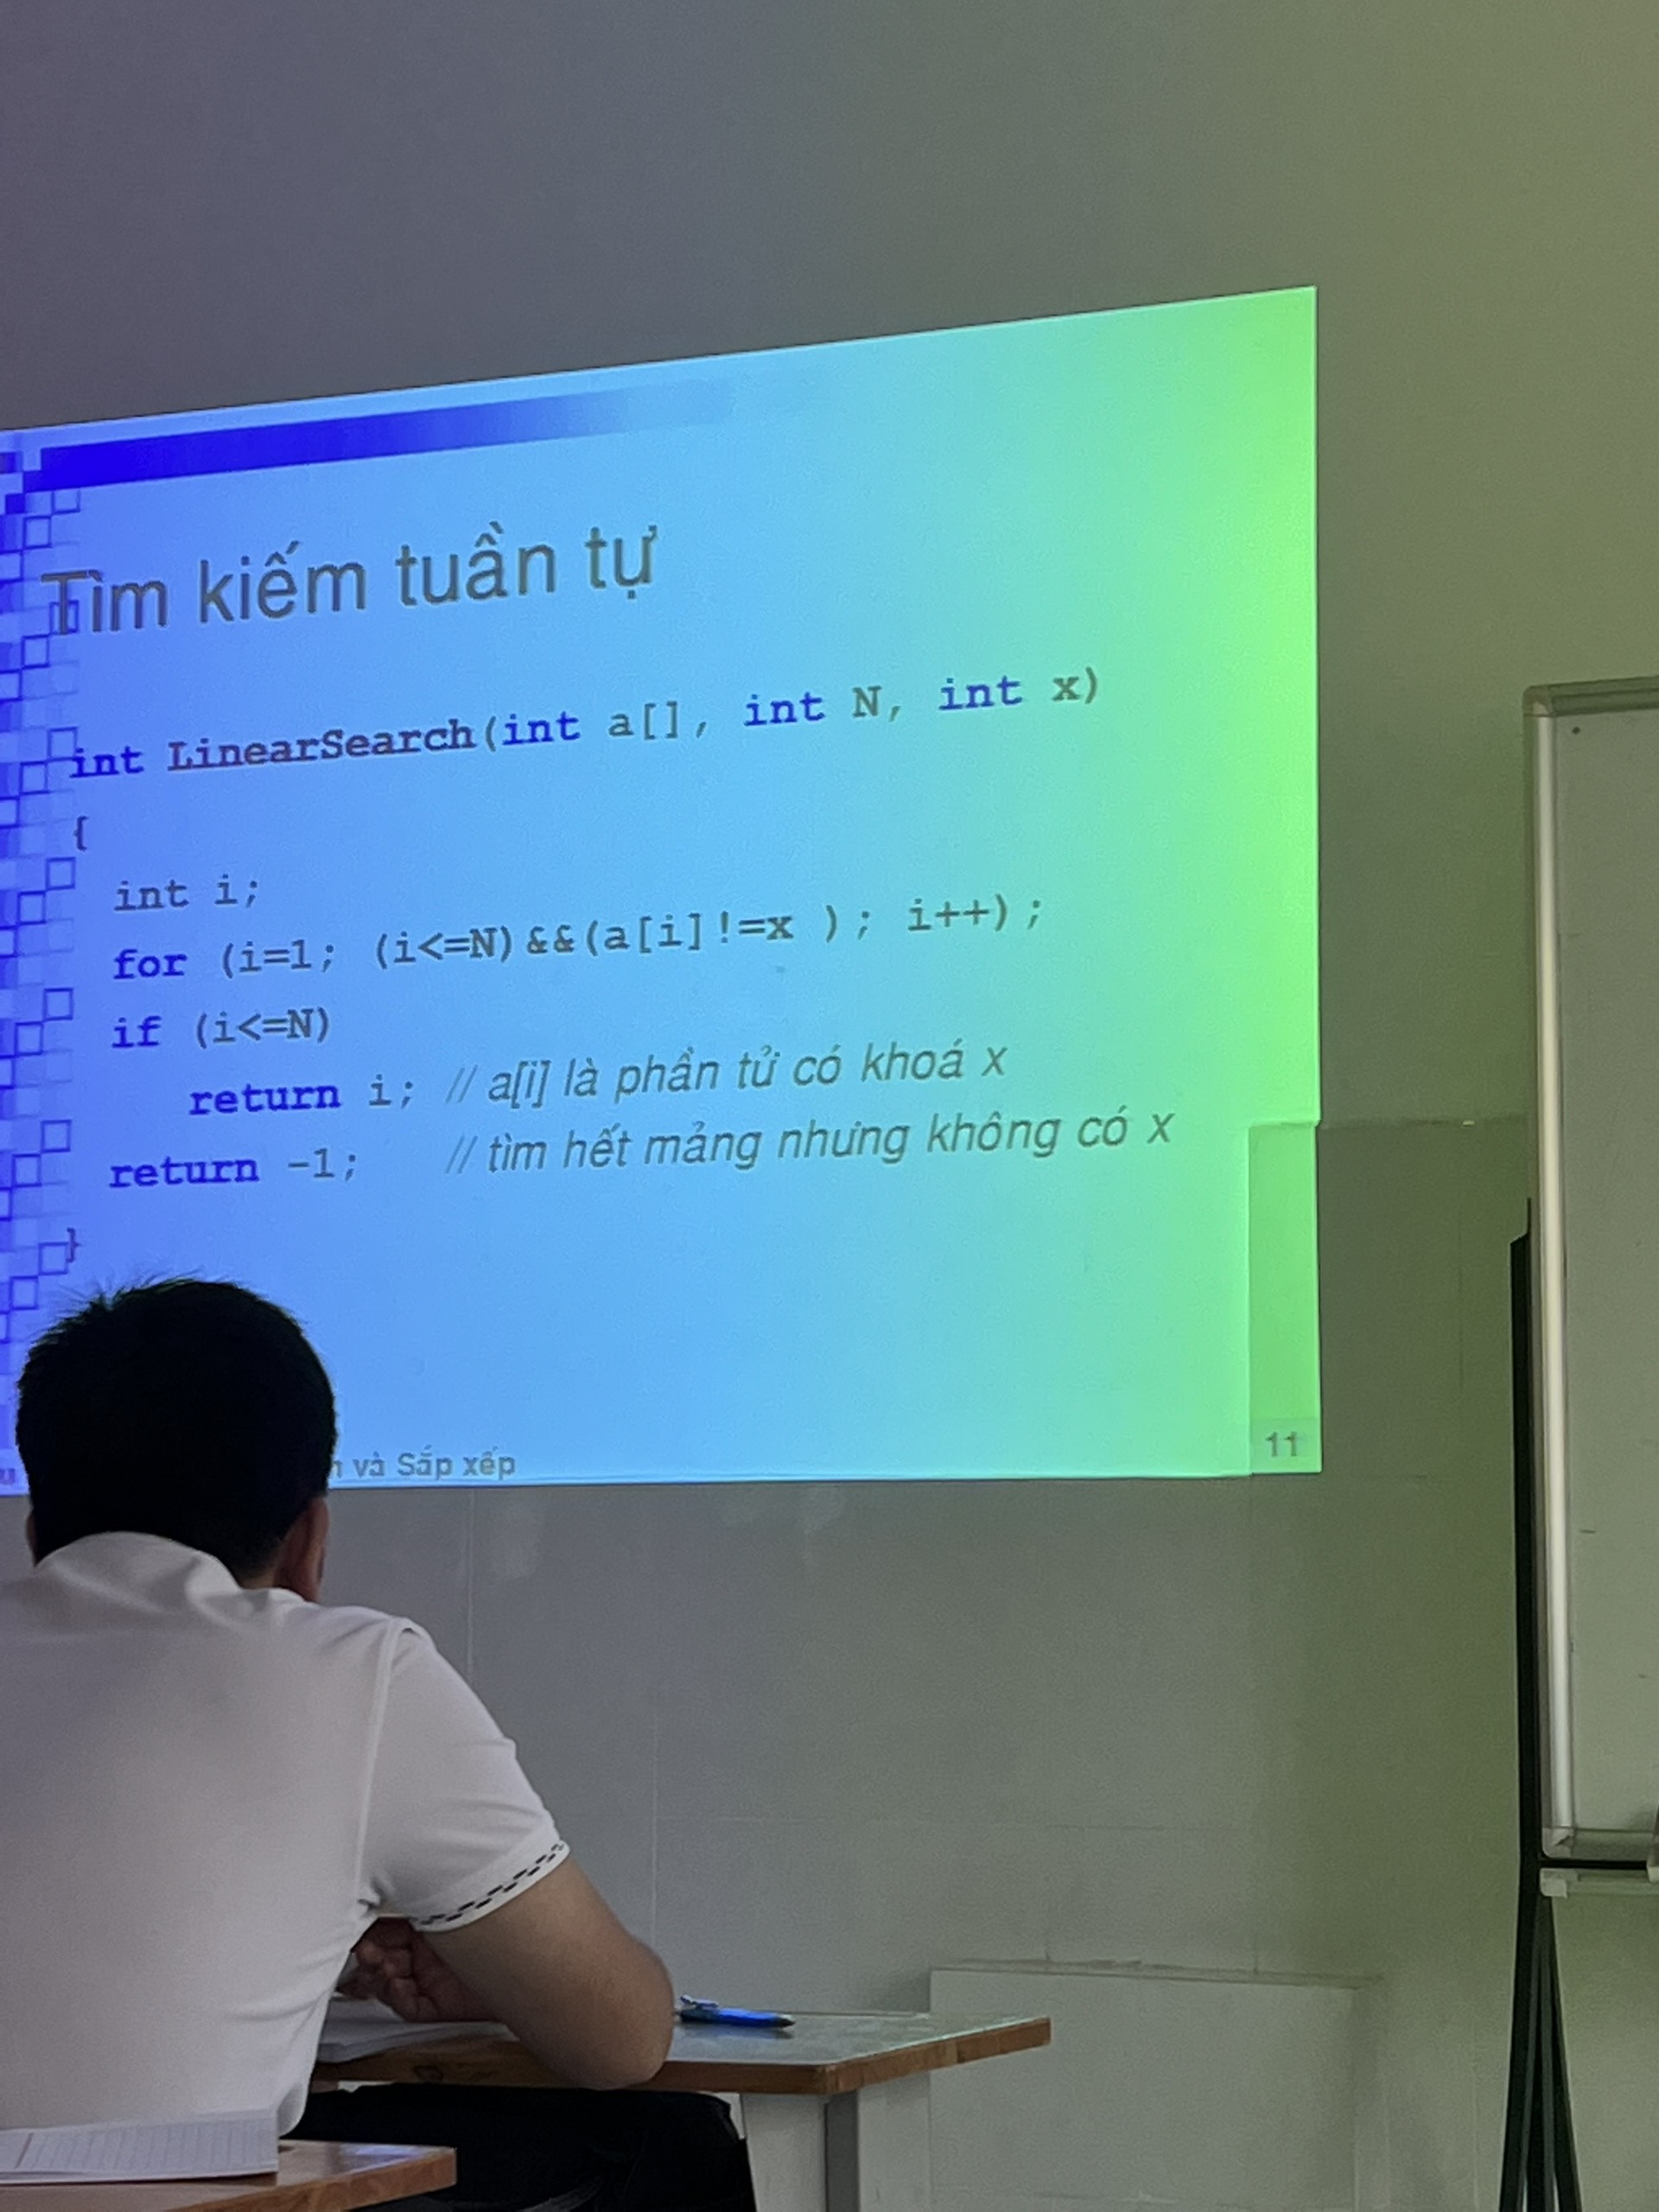 Tìm kiếm tuần tự
int LinearSearch(int a[], int N, int x)
{
int i;
for (i=1; (i<=N)&&(a[i]!=x ); i++);
if (i<=N)
return i; // a[i] là phần tử có khoá x
return -1; // tìm hết mảng nhưng không có x
}
và Sắp xếp
11